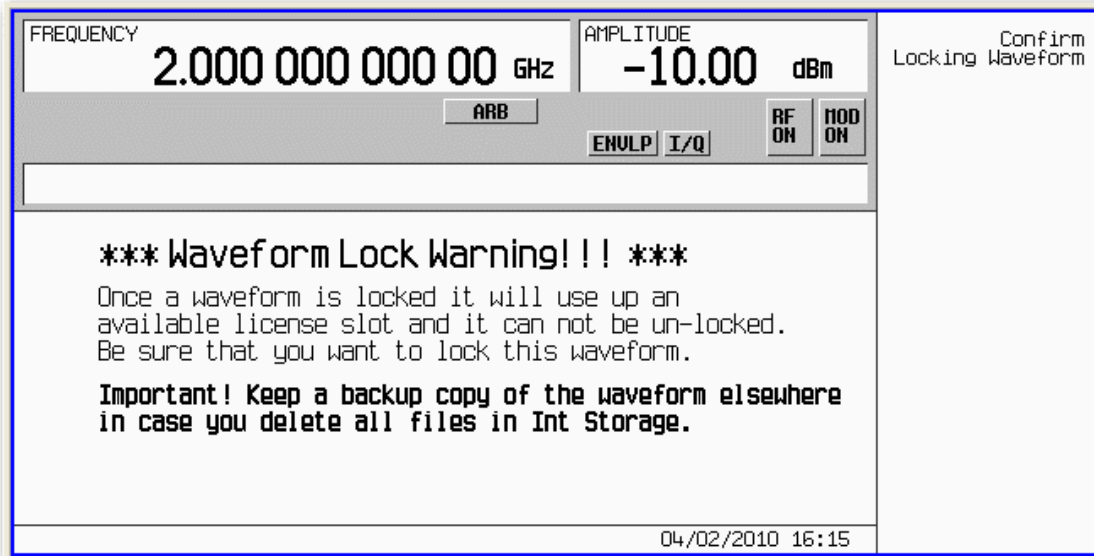 FREQUENCY
2.000 000 000 00 GHz
AMPLITUDE
-10.00 dBm
Confirm
Locking Waveform
ARB
ENVLP I/Q
RF
ON
MOD
ON
*** Waveform Lock Warning!!! ***
Once a waveform is locked it will use up an
available license slot and it can not be un-locked.
Be sure that you want to lock this waveform.
Important! Keep a backup copy of the waveform elsewhere
in case you delete all files in Int Storage.
04/02/2010 16:15